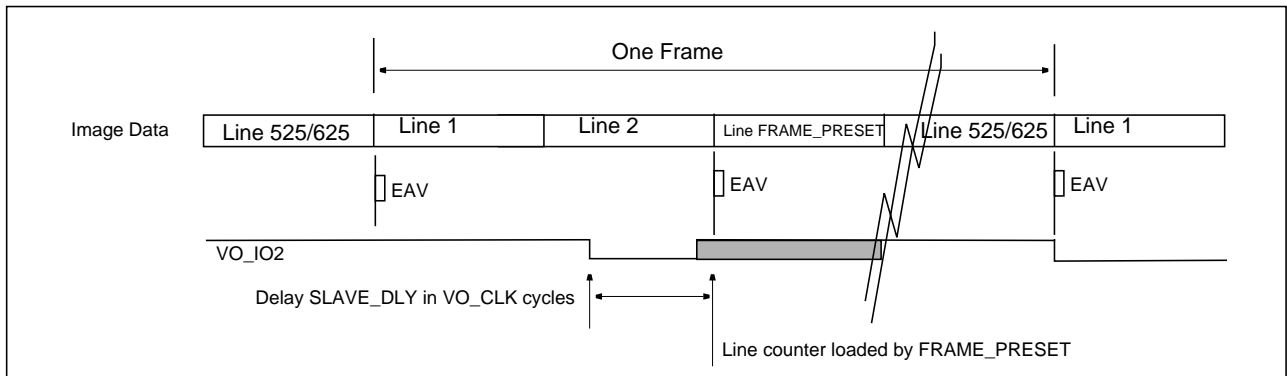 One Frame
Image Data
Line 525/625
Line 1
Line 2
Line FRAME_PRESET
Line 525/625
Line 1
EAV
EAV
EAV
VO_IO2
Delay SLAVE_DLY in VO_CLK cycles
Line counter loaded by FRAME_PRESET